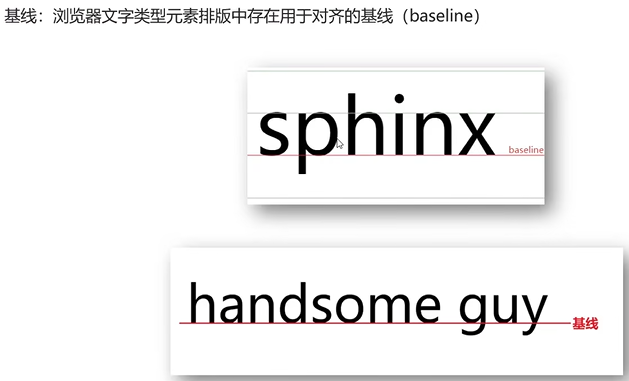 基线：浏览器文字类型元素排版中存在用于对齐的基线（baseline）
sphinx
baseline
handsome guy
基线